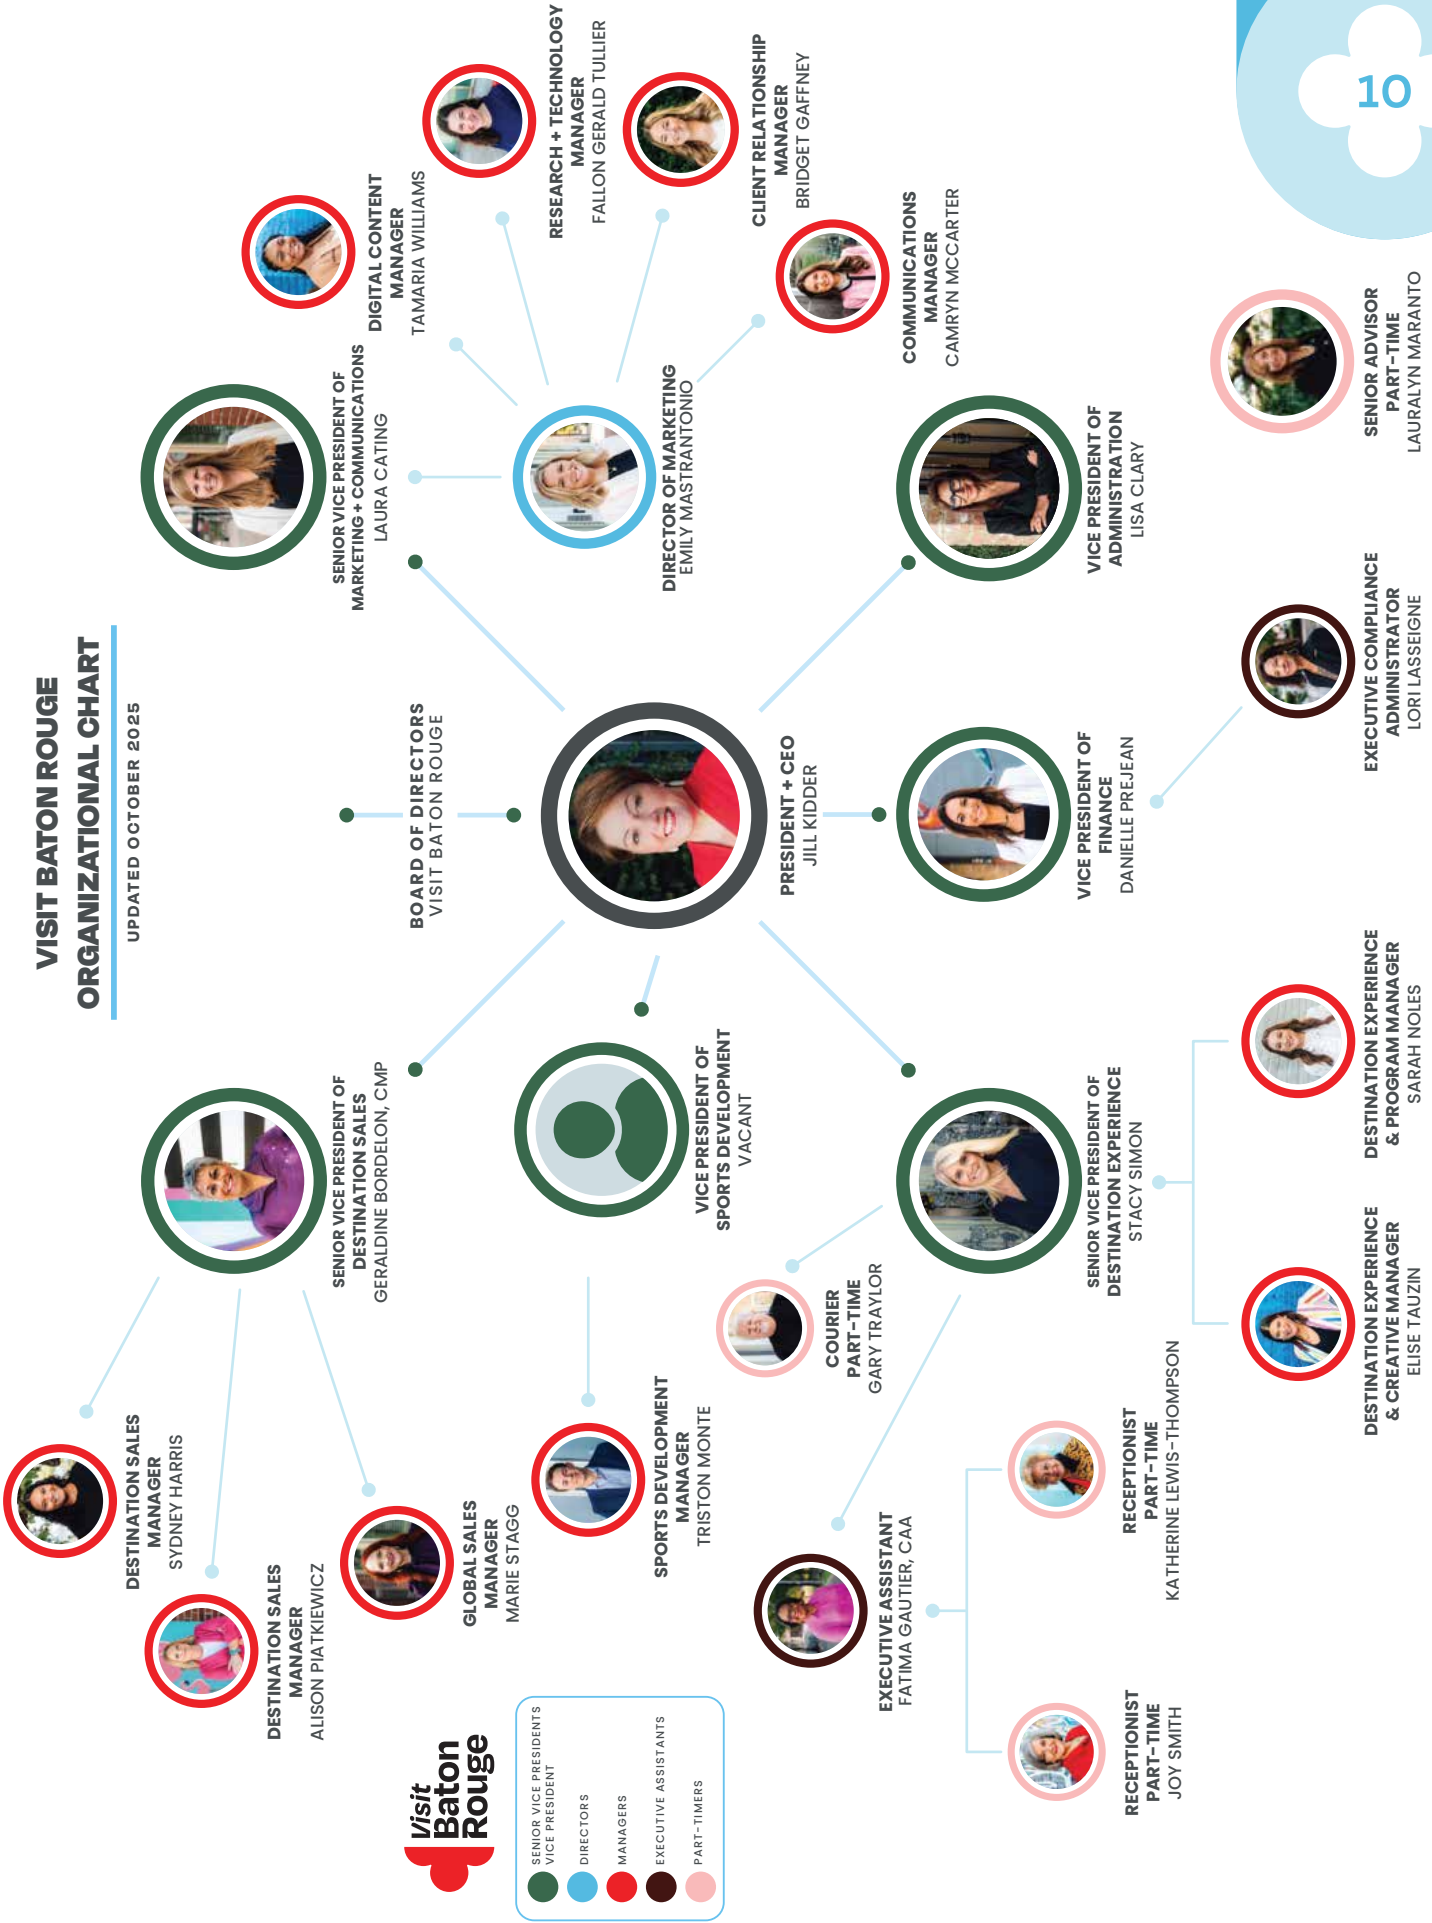 VISIT BATON ROUGE
ORGANIZATIONAL CHART
UPDATED OCTOBER 2025
BOARD OF DIRECTORS
VISIT BATON ROUGE
PRESIDENT + CEO
JILL KIDDER
SENIOR VICE PRESIDENT OF
DESTINATION SALES
GERALDINE BORDELON, CMP
DESTINATION SALES
MANAGER
SYDNEY HARRIS
DESTINATION SALES
MANAGER
ALISON PIATKIEWICZ
GLOBAL SALES
MANAGER
MARIE STAGG
VICE PRESIDENT OF
SPORTS DEVELOPMENT
VACANT
SPORTS DEVELOPMENT
MANAGER
TRISTON MONTE
SENIOR VICE PRESIDENT OF
DESTINATION EXPERIENCE
STACY SIMON
COURIER
PART-TIME
GARY TRAYLOR
EXECUTIVE ASSISTANT
FATIMA GAUTIER, CAA
RECEPTIONIST
PART-TIME
JOY SMITH
RECEPTIONIST
PART-TIME
KATHERINE LEWIS-THOMPSON
DESTINATION EXPERIENCE
& CREATIVE MANAGER
ELISE TAUZIN
DESTINATION EXPERIENCE
& PROGRAM MANAGER
SARAH NOLES
VICE PRESIDENT OF
FINANCE
DANIELLE PREJEAN
EXECUTIVE COMPLIANCE
ADMINISTRATOR
LORI LASSEIGNE
VICE PRESIDENT OF
ADMINISTRATION
LISA CLARY
SENIOR ADVISOR
PART-TIME
LAURALYN MARANTO
SENIOR VICE PRESIDENT OF
MARKETING + COMMUNICATIONS
LAURA CATING
DIRECTOR OF MARKETING
EMILY MASTRANTONIO
DIGITAL CONTENT
MANAGER
TAMARIA WILLIAMS
RESEARCH + TECHNOLOGY
MANAGER
FALLON GERALD TULLIER
CLIENT RELATIONSHIP
MANAGER
BRIDGET GAFFNEY
COMMUNICATIONS
MANAGER
CAMRYN MCCARTER
Visit
Baton
Rouge
SENIOR VICE PRESIDENTS
VICE PRESIDENT
DIRECTORS
MANAGERS
EXECUTIVE ASSISTANTS
PART-TIMERS
10